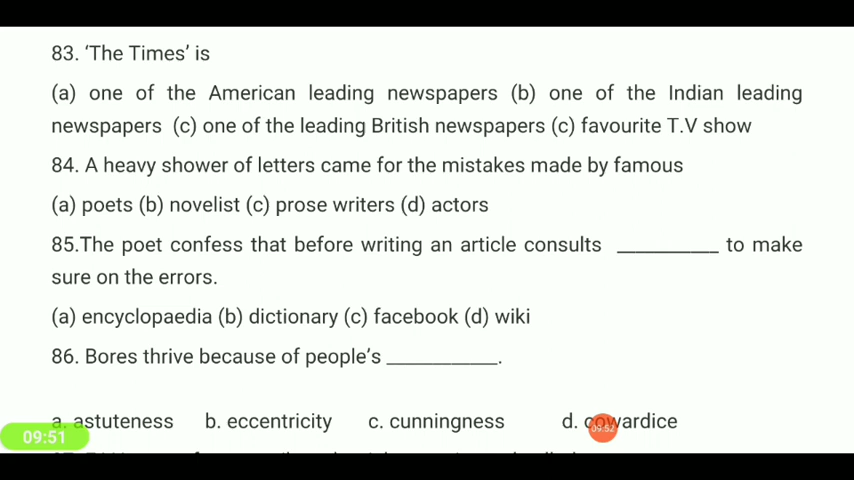 83. ‘The Times’ is
(a) one of the American leading newspapers (b) one of the Indian leading
newspapers (c) one of the leading British newspapers (c) favourite T.V show
84. A heavy shower of letters came for the mistakes made by famous
(a) poets (b) novelist (c) prose writers (d) actors
85.The poet confess that before writing an article consults __________ to make
sure on the errors.
(a) encyclopaedia (b) dictionary (c) facebook (d) wiki
86. Bores thrive because of people’s ___________.
a. astuteness b. eccentricity c. cunningness d. cowardice
09:51
09:52